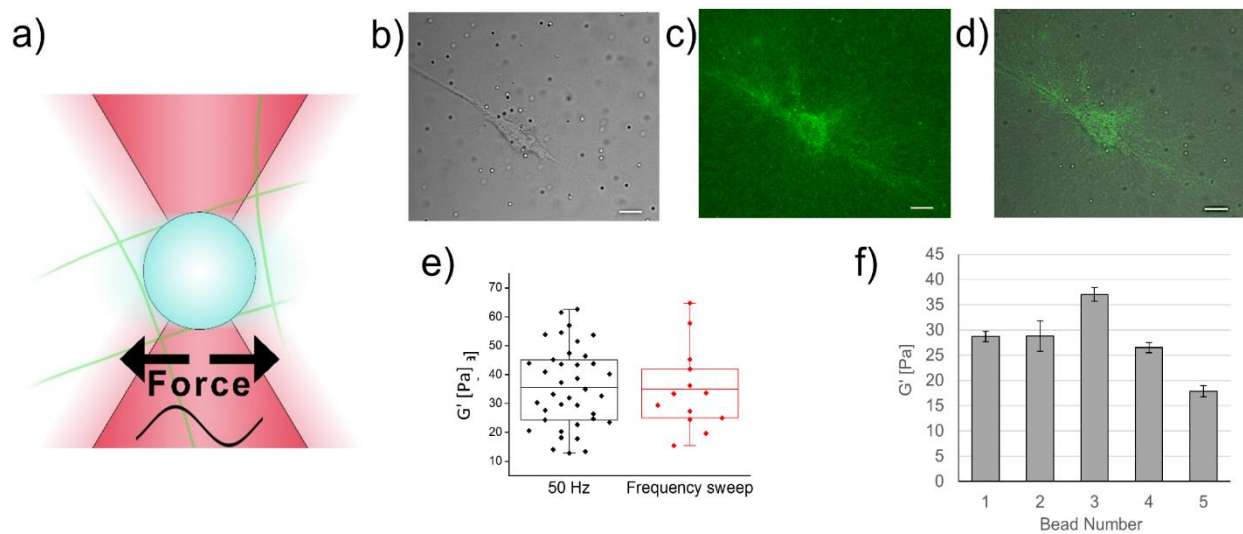 a)
Force
b)
c)
d)
e)
G' [Pa]
a]
70
60
50
40
30
20
10
50 Hz
Frequency sweep
f)
G' [Pa]
45
40
35
30
25
20
15
10
5
0
1 2 3 4 5
Bead Number